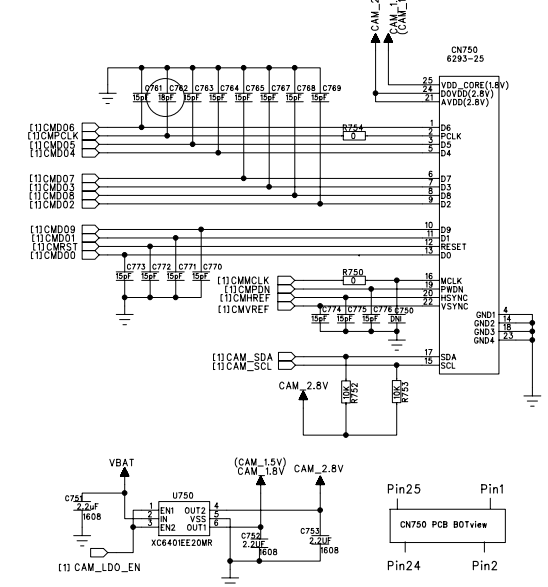 CAM_2
CAM_1.
(CAM_1.
CN750
6293-25
25 VDD_CORE(1.8V)
24 DOVDD(2.8V)
21 AVDD(2.8V)
C761 C762 C763 C764 C765 C767 C768 C769
15pF 18pF 15pF 15pF 15pF 15pF 15pF 15pF
[1]CMD06 1 D6
R754
[1]CMPCLK 0 2 PCLK
[1]CMD05 3 D5
[1]CMD04 5 D4
[1]CMD07 6 D7
[1]CMD03 7 D3
[1]CMD08 8 D8
[1]CMD02 9 D2
[1]CMD09 10 D9
[1]CMD01 11 D1
[1]CMRST 12 RESET
[1]CMD00 13 D0
C773 C772 C771 C770
15pF 15pF 15pF 15pF
R750
[1]CMMCLK 0 16 MCLK
[1]CMPDN 19 PWDN
[1]CMHREF 20 HSYNC
[1]CMVREF 22 VSYNC
C774 C775 C776 C750
15pF 15pF 15pF DNI
GND1 4
GND2 14
GND3 18
GND4 23
[1]CAM_SDA 17 SDA
[1]CAM_SCL 15 SCL
CAM_2.8V
10K R752
10K R753
VBAT
(CAM_1.5V)
CAM_1.8V
CAM_2.8V
C751
2.2uF
1608
U750
1 EN1 OUT2 4
2 IN VSS 5
3 EN2 OUT1 6
XC6401EE20MR
C752
2.2UF
1608
C753
2.2UF
1608
[1] CAM_LDO_EN
Pin25 Pin1
CN750 PCB BOTview
Pin24 Pin2